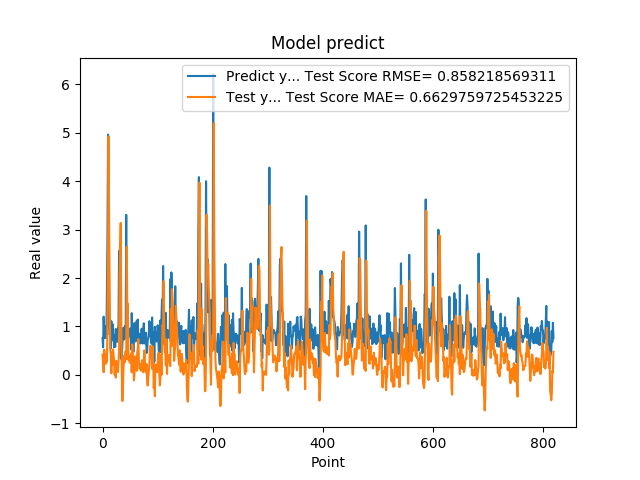 Model predict
Predict y... Test Score RMSE= 0.858218569311
Test y... Test Score MAE= 0.6629759725453225
6
5
4
3
2
1
0
−1
Real value
0 200 400 600 800
Point